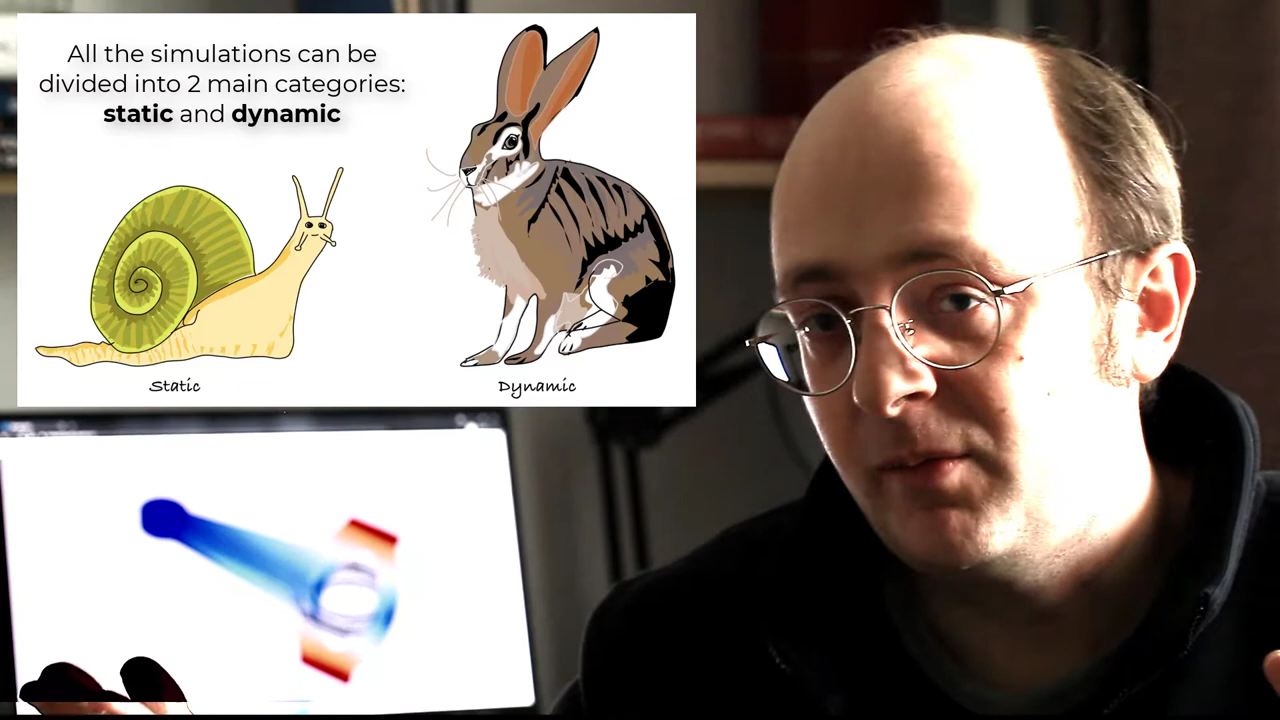 All the simulations can be
divided into 2 main categories:
static and dynamic
Static
Dynamic